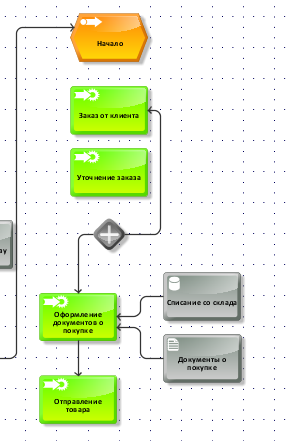 Начало
Заказ от клиента
Уточнение заказа
Оформление
документов о
покупке
Списание со склада
Документы о
покупке
Отправление
товара